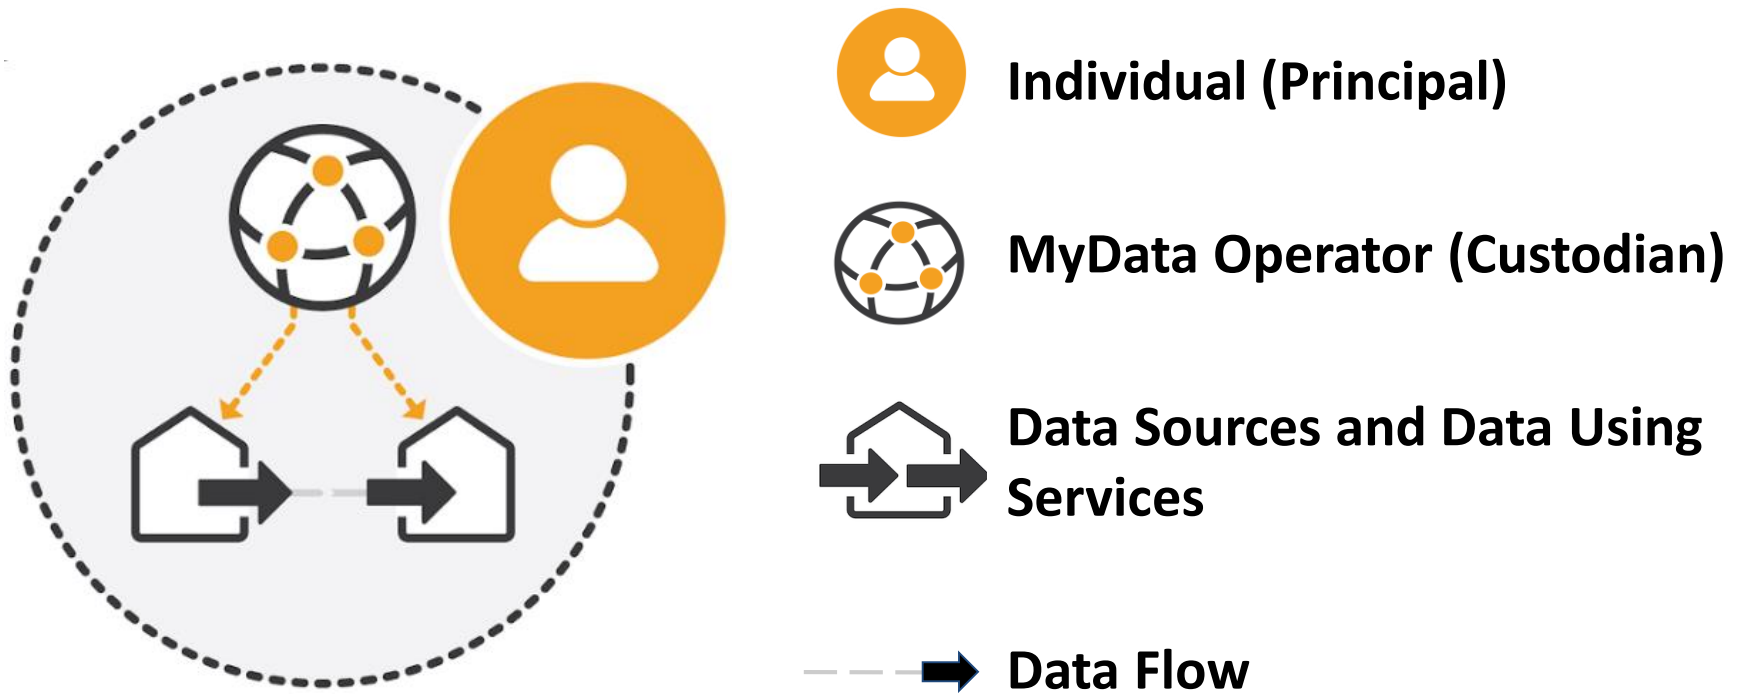 Individual (Principal)
MyData Operator (Custodian)
Data Sources and Data Using
Services
Data Flow